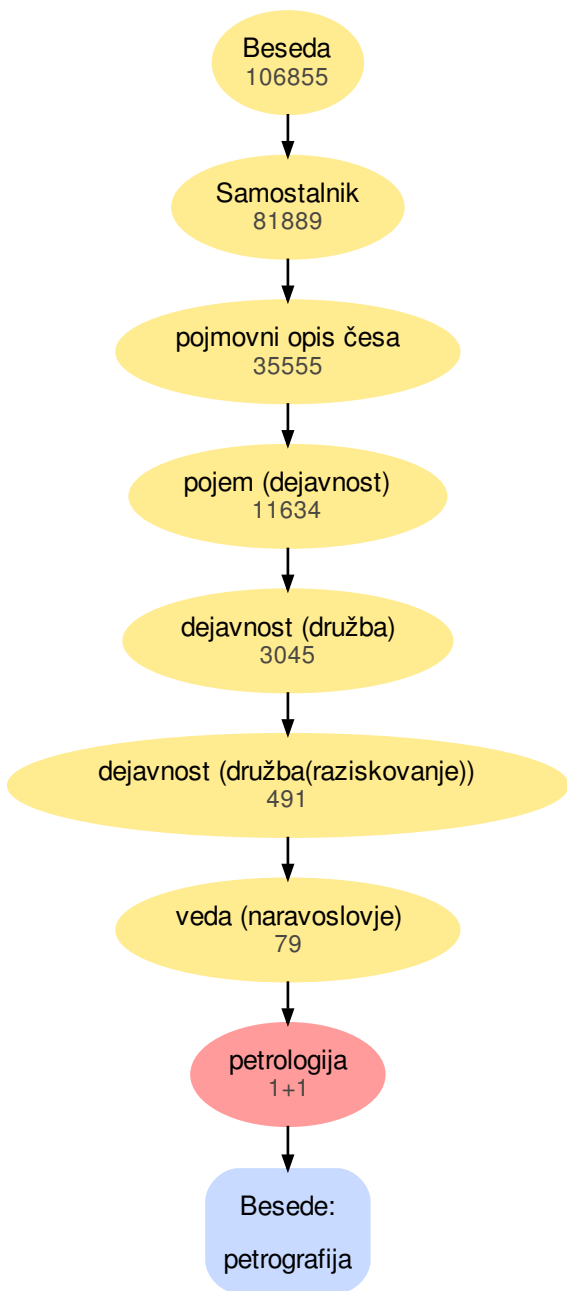 Beseda
106855
Samostalnik
81889
pojmovni opis česa
35555
pojem (dejavnost)
11634
dejavnost (družba)
3045
dejavnost (družba(raziskovanje))
491
veda (naravoslovje)
79
petrologija
1+1
Besede:
petrografija